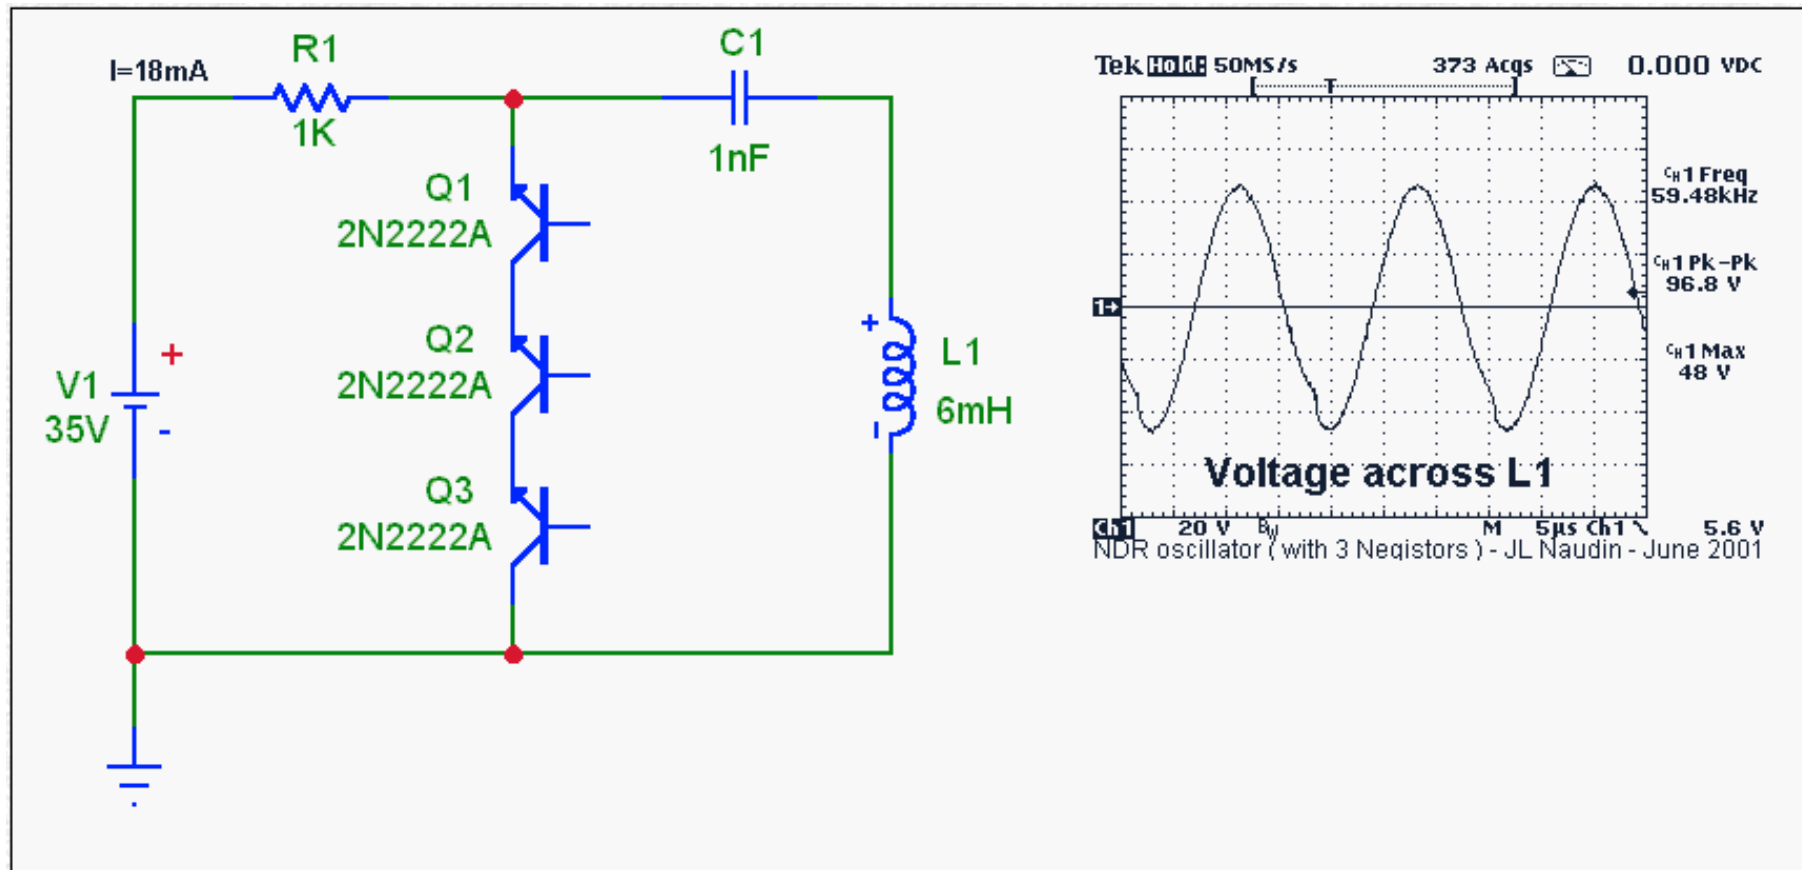 I=18mA
R1
1K
C1
1nF
Q1
2N2222A
Q2
2N2222A
Q3
2N2222A
+
V1
35V
-
+
L1
6mH
-
Tek Hold: 50MS/s 373 Acqs 0.000 VDC
[ T ]
1→
Voltage across L1
CH1 Freq
59.48kHz
CH1 Pk-Pk
96.8 V
CH1 Max
48 V
Ch1 20 V BW M 5µs Ch1 \ 5.6 V
NDR oscillator ( with 3 Negistors ) - JL Naudin - June 2001